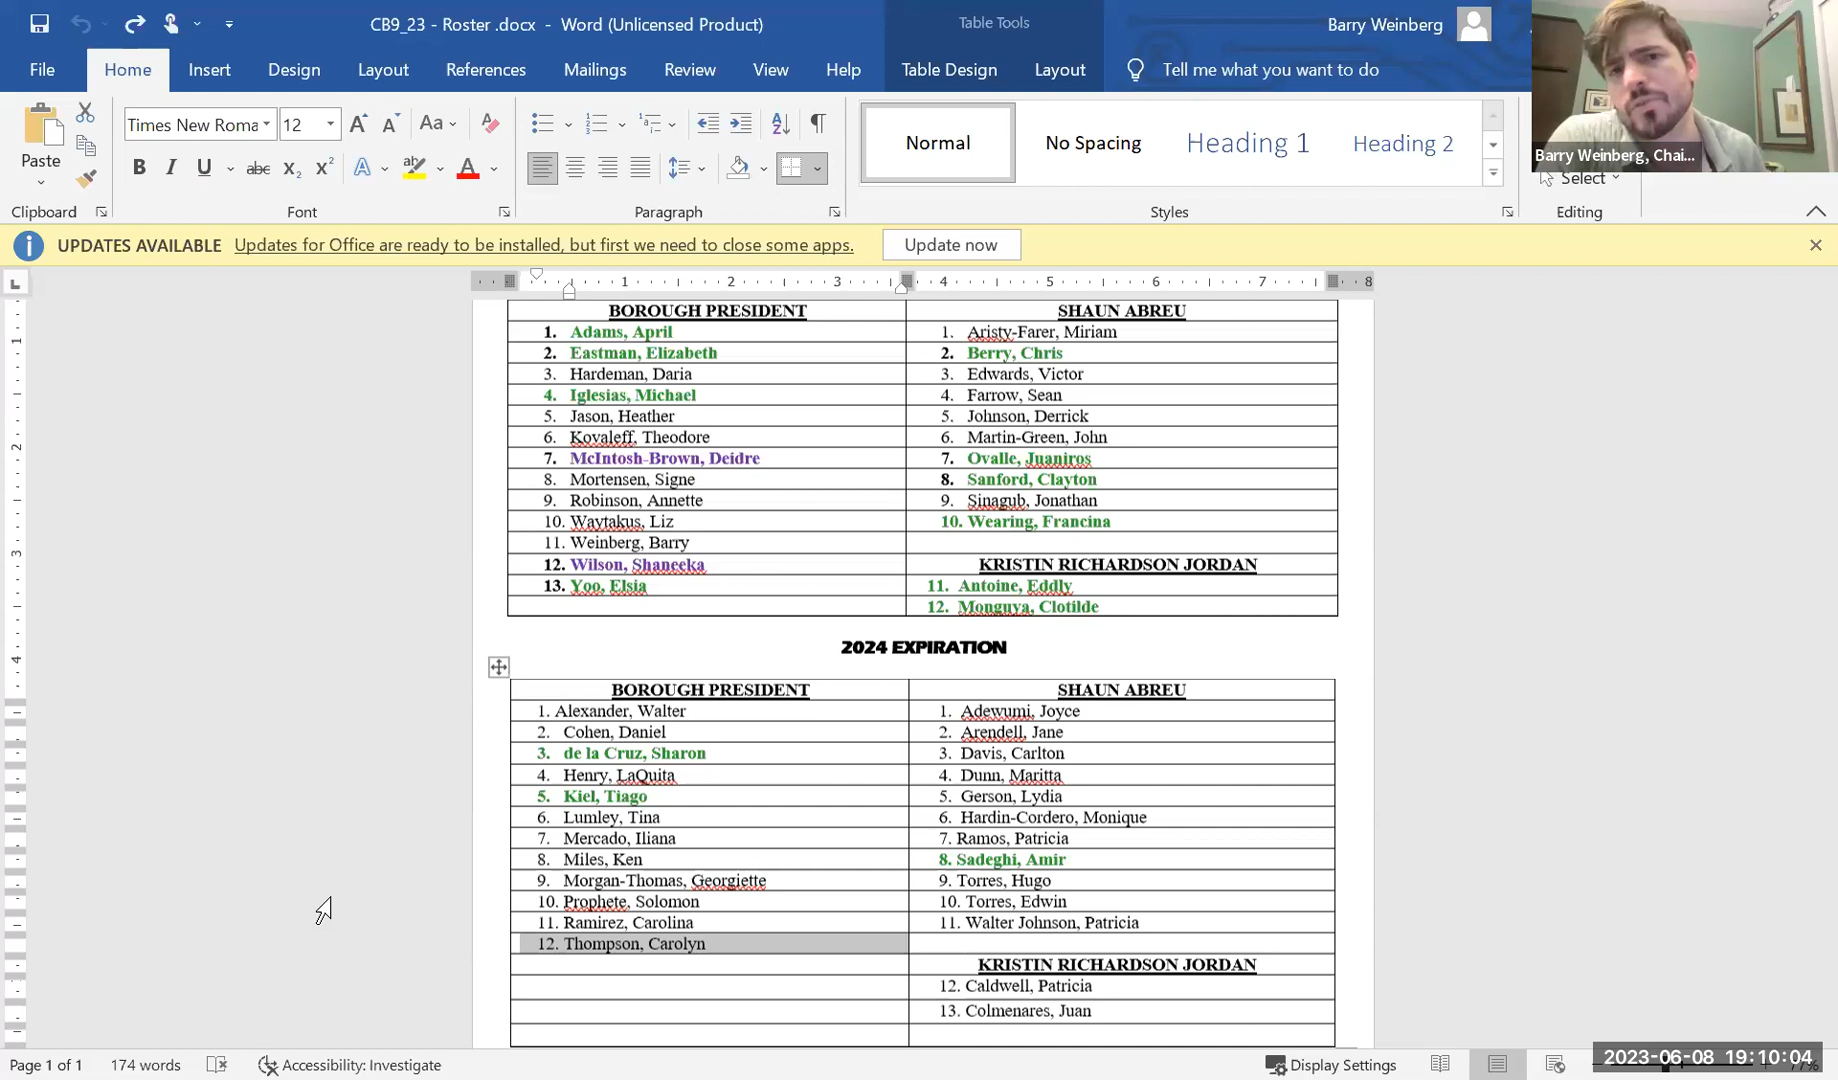 CB9_23 - Roster .docx - Word (Unlicensed Product)
Table Tools
Barry Weinberg
File
Home
Insert
Design
Layout
References
Mailings
Review
View
Help
Table Design
Layout
Tell me what you want to do
Paste
Clipboard
Times New Roma
12
Font
Paragraph
Normal
No Spacing
Heading 1
Heading 2
Styles
Select
Editing
Barry Weinberg, Chai...
UPDATES AVAILABLE Updates for Office are ready to be installed, but first we need to close some apps. Update now
1 2 3 4 5 6 7 8
BOROUGH PRESIDENT
1. Adams, April
2. Eastman, Elizabeth
3. Hardeman, Daria
4. Iglesias, Michael
5. Jason, Heather
6. Kovaleff, Theodore
7. McIntosh-Brown, Deidre
8. Mortensen, Signe
9. Robinson, Annette
10. Waytakus, Liz
11. Weinberg, Barry
12. Wilson, Shaneeka
13. Yoo, Elsia
SHAUN ABREU
1. Aristy-Farer, Miriam
2. Berry, Chris
3. Edwards, Victor
4. Farrow, Sean
5. Johnson, Derrick
6. Martin-Green, John
7. Ovalle, Juaniros
8. Sanford, Clayton
9. Sinagub, Jonathan
10. Wearing, Francina
KRISTIN RICHARDSON JORDAN
11. Antoine, Eddly
12. Monguya, Clotilde
2024 EXPIRATION
BOROUGH PRESIDENT
1. Alexander, Walter
2. Cohen, Daniel
3. de la Cruz, Sharon
4. Henry, LaQuita
5. Kiel, Tiago
6. Lumley, Tina
7. Mercado, Iliana
8. Miles, Ken
9. Morgan-Thomas, Georgiette
10. Prophete, Solomon
11. Ramirez, Carolina
12. Thompson, Carolyn
SHAUN ABREU
1. Adewumi, Joyce
2. Arendell, Jane
3. Davis, Carlton
4. Dunn, Maritta
5. Gerson, Lydia
6. Hardin-Cordero, Monique
7. Ramos, Patricia
8. Sadeghi, Amir
9. Torres, Hugo
10. Torres, Edwin
11. Walter Johnson, Patricia
KRISTIN RICHARDSON JORDAN
12. Caldwell, Patricia
13. Colmenares, Juan
Page 1 of 1
174 words
Accessibility: Investigate
Display Settings
2023-06-08 19:10:04